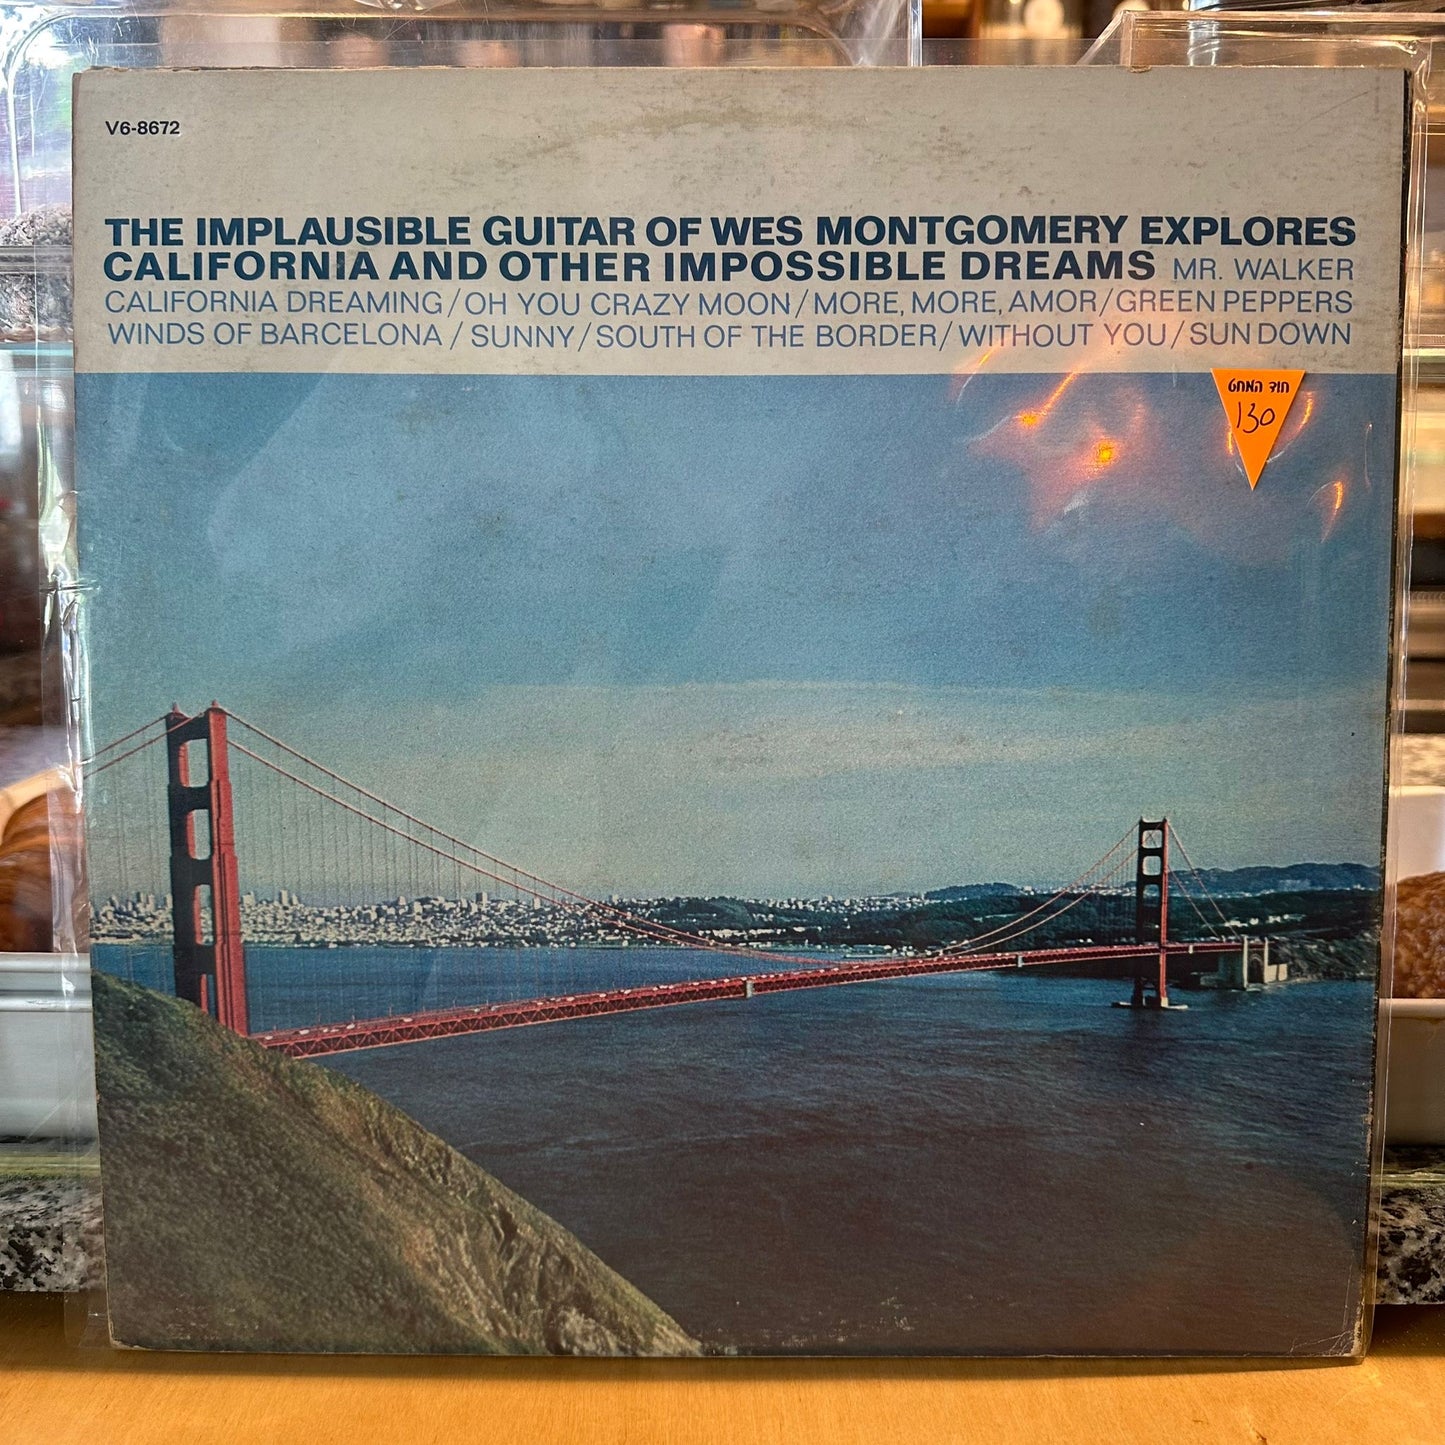 V6-8672
THE IMPLAUSIBLE GUITAR OF WES MONTGOMERY EXPLORES
CALIFORNIA AND OTHER IMPOSSIBLE DREAMS MR. WALKER
CALIFORNIA DREAMING/OH YOU CRAZY MOON/MORE, MORE, AMOR/GREEN PEPPERS
WINDS OF BARCELONA/SUNNY/SOUTH OF THE BORDER/WITHOUT YOU/SUN DOWN
חוד המחט
130